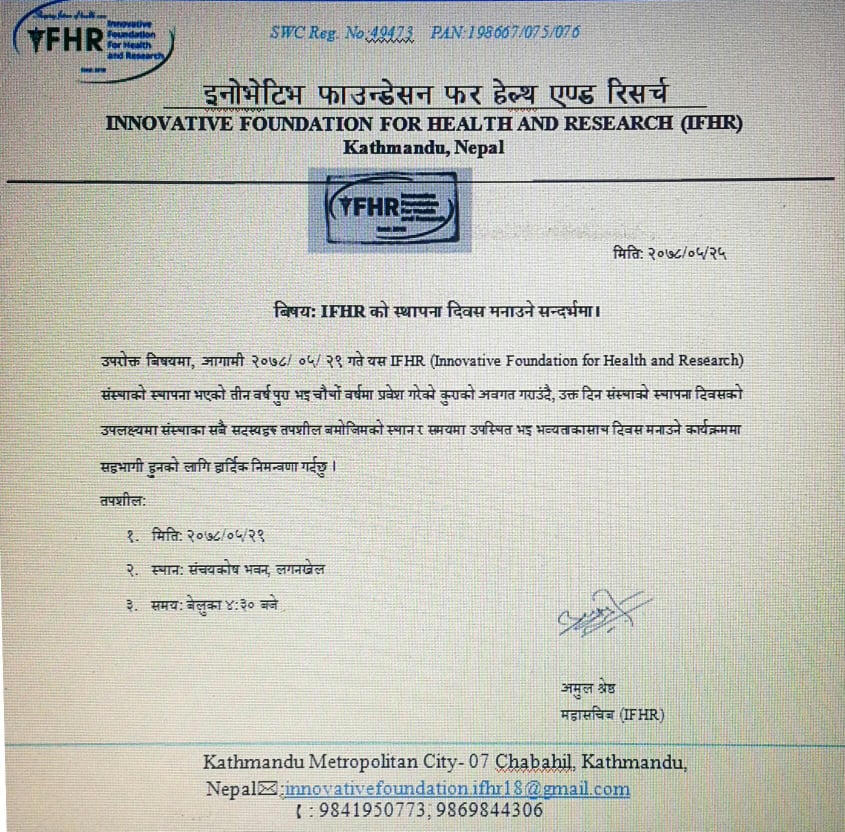 Innovative
Foundation
For Health
and Research
IFHR
SWC Reg. No:49473 PAN:198667/075/076
इनोभेटिभ फाउन्डेसन फर हेल्थ एण्ड रिसर्च
INNOVATIVE FOUNDATION FOR HEALTH AND RESEARCH (IFHR)
Kathmandu, Nepal
IFHR
मिति: २०७८/०५/२५
बिषय: IFHR को स्थापना दिवस मनाउने सन्दर्भमा।
उपरोक्त बिषयमा, आगामी २०७८/ ०५/ २९ गते यस IFHR (Innovative Foundation for Health and Research)
संस्थाको स्थापना भएको तीन वर्ष पुरा भइ चौथों वर्षमा प्रवेश गरेको कुराको अवगत गराउंदै, उक्त दिन संस्थाको स्थापना दिवसको
उपलक्ष्यमा संस्थाका सबै सदस्यहरु तपशील बमोजिमको स्थान र समयमा उपस्थित भइ भव्यताकासाथ दिवस मनाउने कार्यक्रममा
सहभागी हुनको लागि हार्दिक निमन्त्रणा गर्दछु ।
तपशील:
१. मिति: २०७८/०५/२९
२. स्थान: संचयकोष भवन, लगनखेल
३. समय: बेलुका ४:३० बजे
अमुल श्रेष्ठ
महासचिब (IFHR)
Kathmandu Metropolitan City- 07 Chabahil, Kathmandu,
Nepal✉:innovativefoundation.ifhr18@gmail.com
✆ : 9841950773; 9869844306